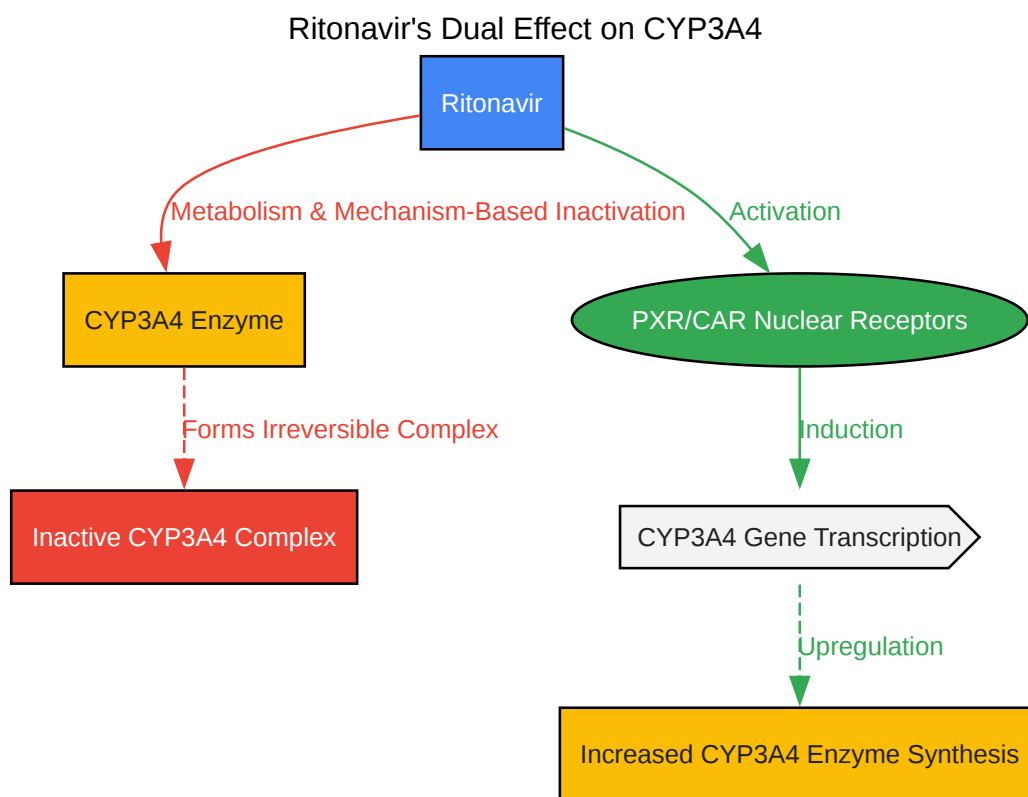 Ritonavir's Dual Effect on CYP3A4
Ritonavir
Metabolism & Mechanism-Based Inactivation
Activation
CYP3A4 Enzyme
PXR/CAR Nuclear Receptors
Forms Irreversible Complex
Induction
Inactive CYP3A4 Complex
CYP3A4 Gene Transcription
Upregulation
Increased CYP3A4 Enzyme Synthesis